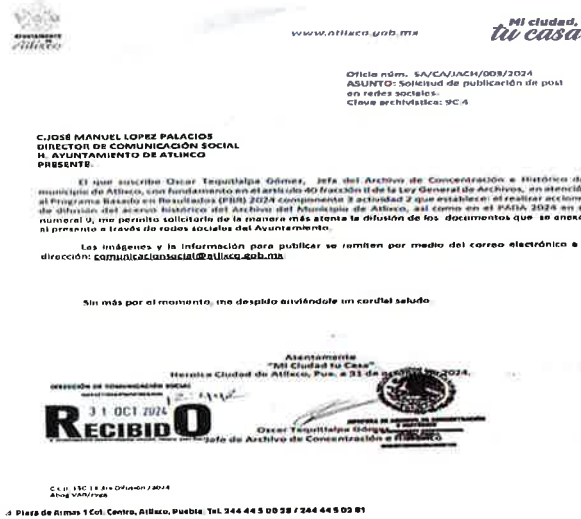 AYUNTAMIENTO
DE
Atlixco
www.atlixco.gob.mx
Mi ciudad,
tu casa
Oficio núm. SA/CA/JACH/003/2024
ASUNTO: Solicitud de publicación de post
en redes sociales.
Clave archivística: 9C.4
C.JOSÉ MANUEL LOPEZ PALACIOS
DIRECTOR DE COMUNICACIÓN SOCIAL
H. AYUNTAMIENTO DE ATLIXCO
PRESENTE.
El que suscribe Oscar Tequitlalpa Gómez, Jefa del Archivo de Concentración e Histórico de
municipio de Atlixco, con fundamento en el artículo 40 fracción II de la Ley General de Archivos, en atenció
al Programa Basado en Resultados (PBR) 2024 componente 3 actividad 2 que establece: el realizar accione
de difusión del acervo histórico del Archivo del Municipio de Atlixco, así como en el PADA 2024 en e
numeral 9, me permito solicitarle de la manera más atenta la difusión de los documentos que se anexa
al presente a través de redes sociales del Ayuntamiento.
Las imágenes y la información para publicar se remiten por medio del correo electrónico a
dirección: comunicacionsocial@atlixco.gob.mx
Sin más por el momento, me despido enviándole un cordial saludo.
Atentamente
"Mi Ciudad tu Casa"
Heroica Ciudad de Atlixco, Pue. a 31 de 2024.
DIRECCIÓN DE COMUNICACIÓN SOCIAL
31 OCT 2024
RECIBIDO
Oscar Tequitlalpa Gómez
Jefe de Archivo de Concentración e Histórico
Plaza de Armas 1 Col. Centro, Atlixco, Puebla. Tel. 244 44 5 00 28 / 244 44 5 02 81